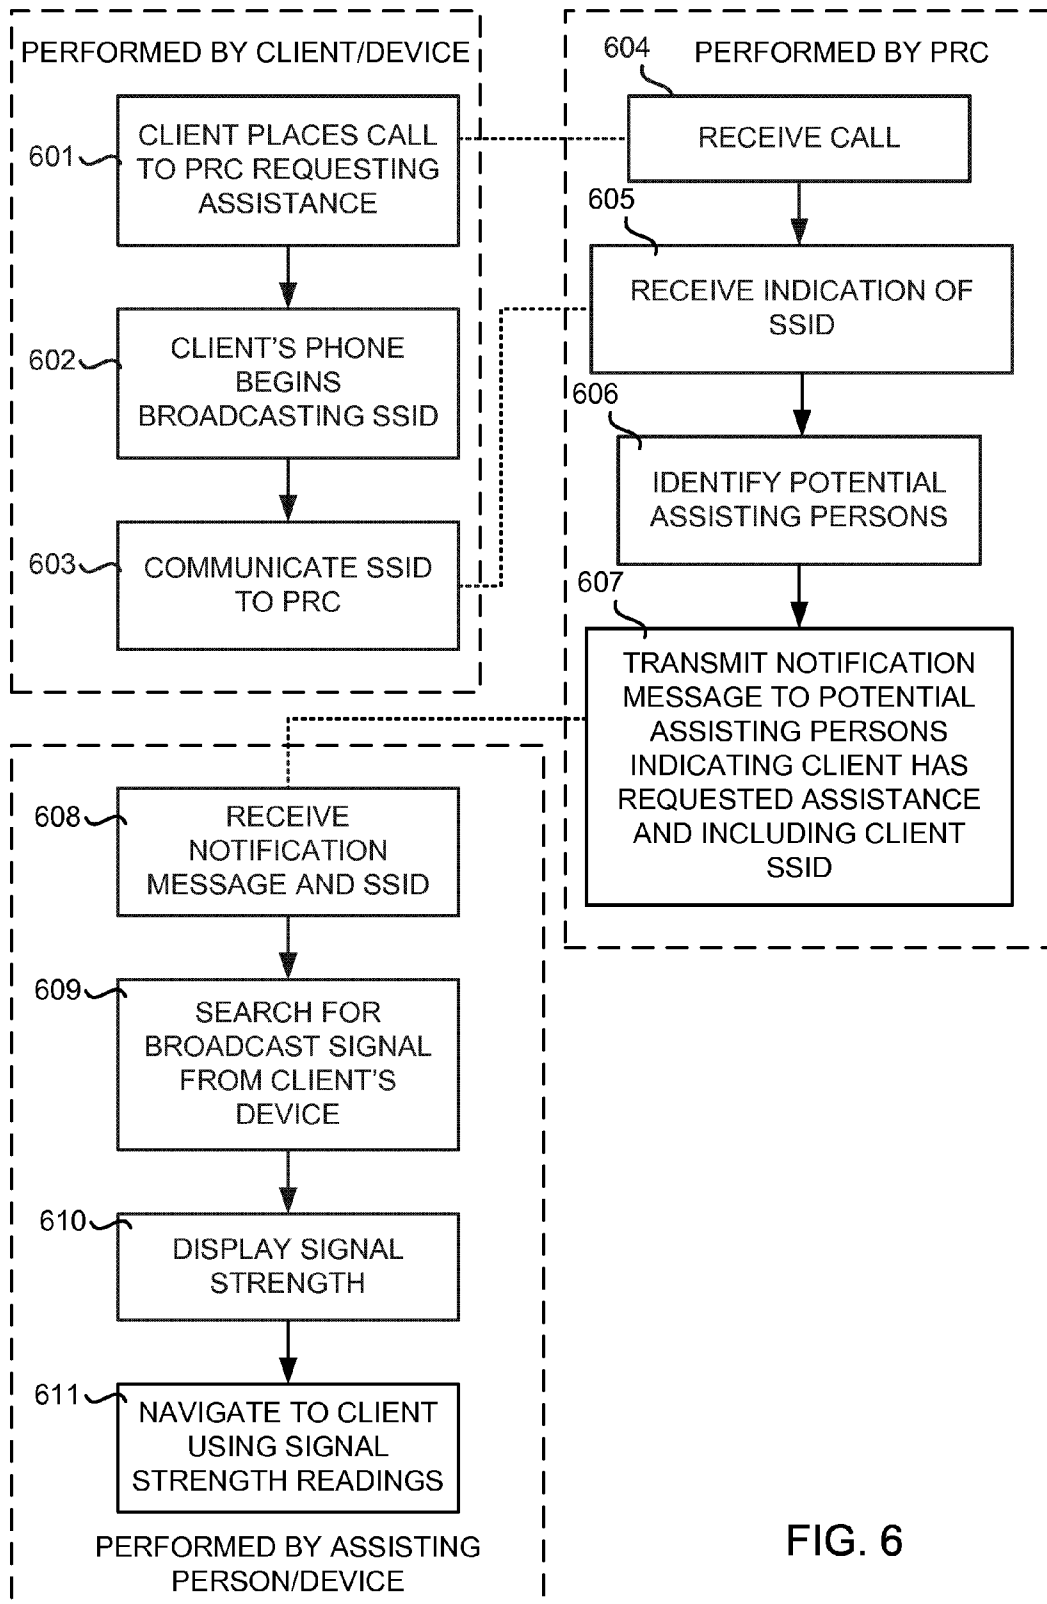 PERFORMED BY CLIENT/DEVICE
601
CLIENT PLACES CALL
TO PRC REQUESTING
ASSISTANCE
602
CLIENT'S PHONE
BEGINS
BROADCASTING SSID
603
COMMUNICATE SSID
TO PRC
PERFORMED BY PRC
604
RECEIVE CALL
605
RECEIVE INDICATION OF
SSID
606
IDENTIFY POTENTIAL
ASSISTING PERSONS
607
TRANSMIT NOTIFICATION
MESSAGE TO POTENTIAL
ASSISTING PERSONS
INDICATING CLIENT HAS
REQUESTED ASSISTANCE
AND INCLUDING CLIENT
SSID
608
RECEIVE
NOTIFICATION
MESSAGE AND SSID
609
SEARCH FOR
BROADCAST SIGNAL
FROM CLIENT'S
DEVICE
610
DISPLAY SIGNAL
STRENGTH
611
NAVIGATE TO CLIENT
USING SIGNAL
STRENGTH READINGS
PERFORMED BY ASSISTING
PERSON/DEVICE
FIG. 6